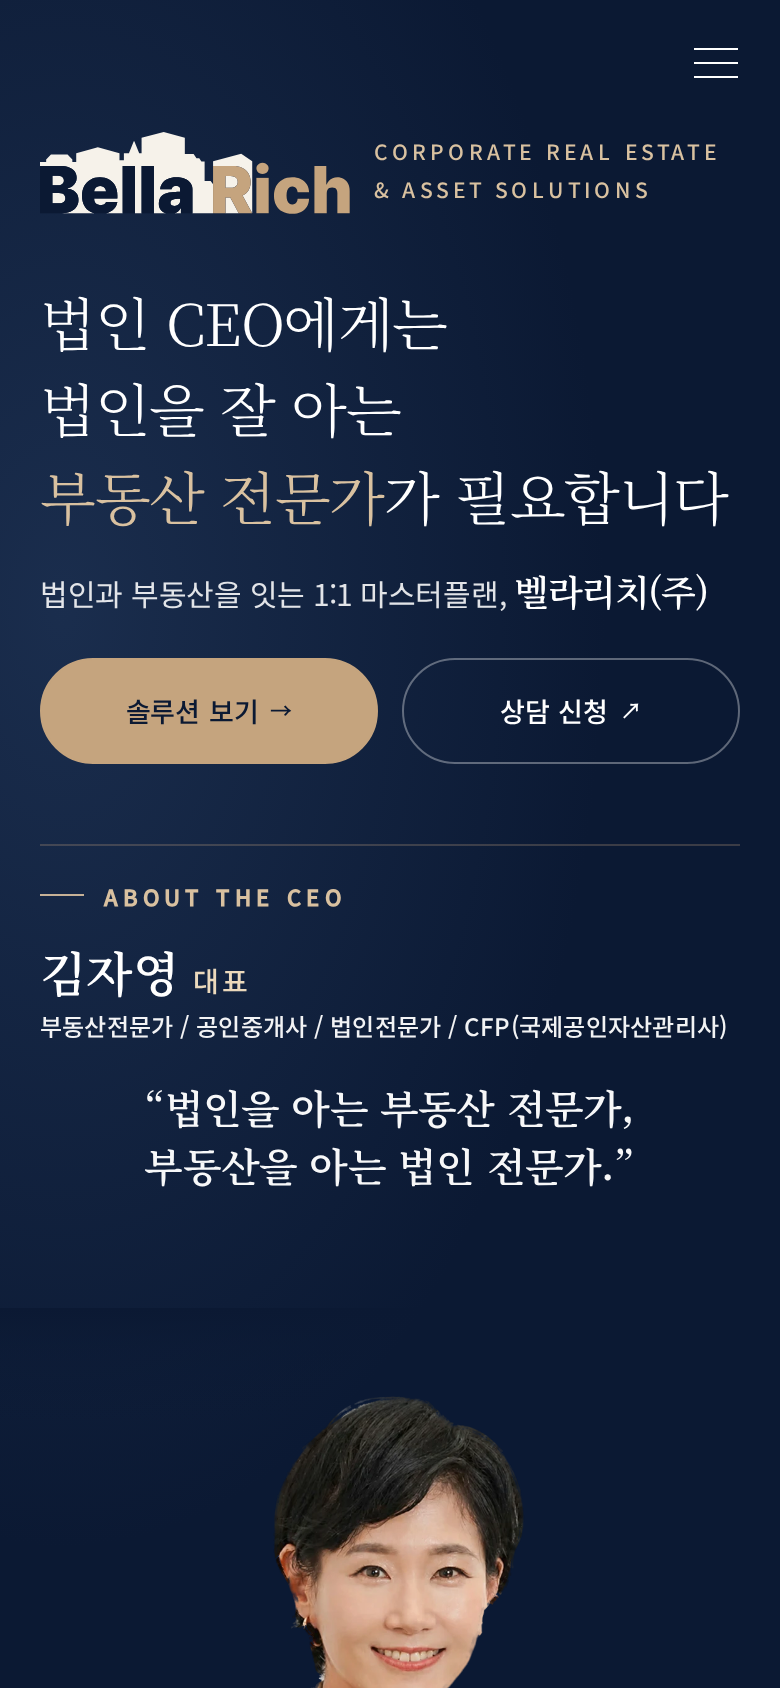 Bella Rich
CORPORATE REAL ESTATE
& ASSET SOLUTIONS
법인 CEO에게는
법인을 잘 아는
부동산 전문가가 필요합니다
법인과 부동산을 잇는 1:1 마스터플랜, 벨라리치(주)
솔루션 보기 →
상담 신청 ↗
ABOUT THE CEO
김자영 대표
부동산전문가 / 공인중개사 / 법인전문가 / CFP(국제공인자산관리사)
“법인을 아는 부동산 전문가,
부동산을 아는 법인 전문가.”